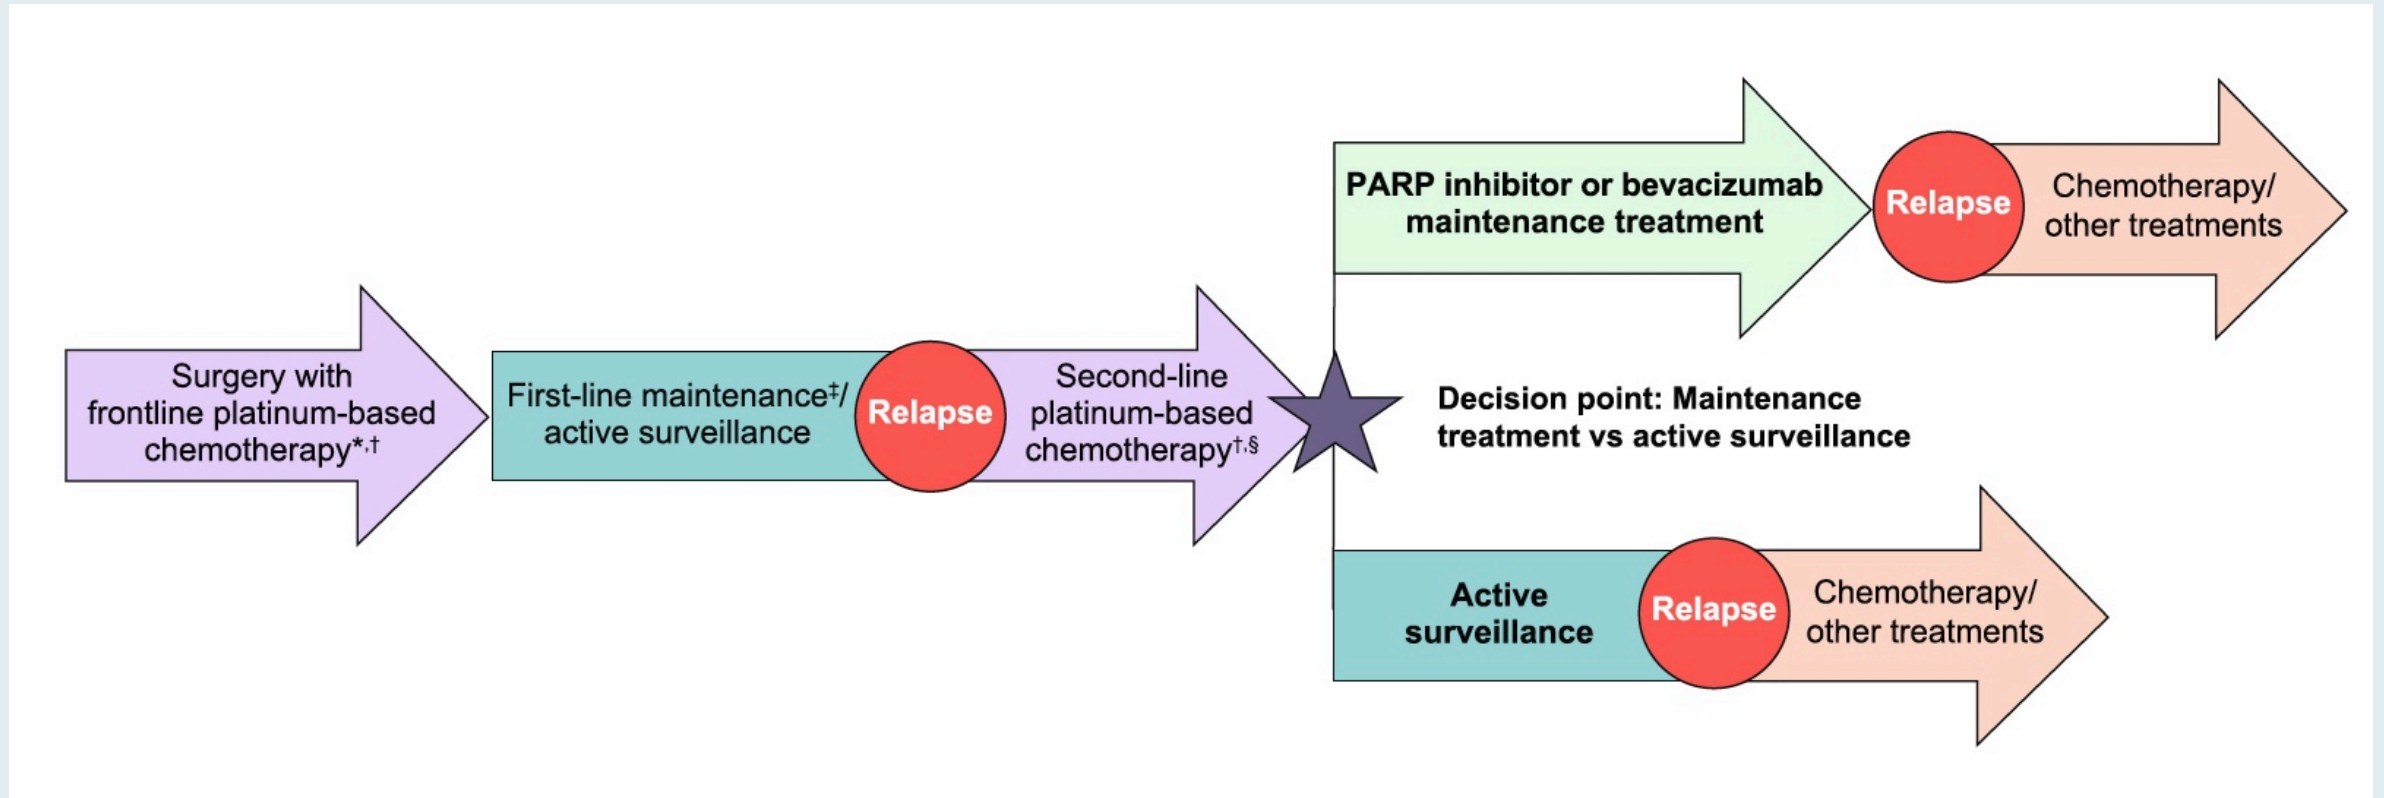 Surgery with
frontline platinum-based
chemotherapy*,†
First-line maintenance‡/
active surveillance
Relapse
Second-line
platinum-based
chemotherapy†,§
PARP inhibitor or bevacizumab
maintenance treatment
Relapse
Chemotherapy/
other treatments
Decision point: Maintenance
treatment vs active surveillance
Active
surveillance
Relapse
Chemotherapy/
other treatments